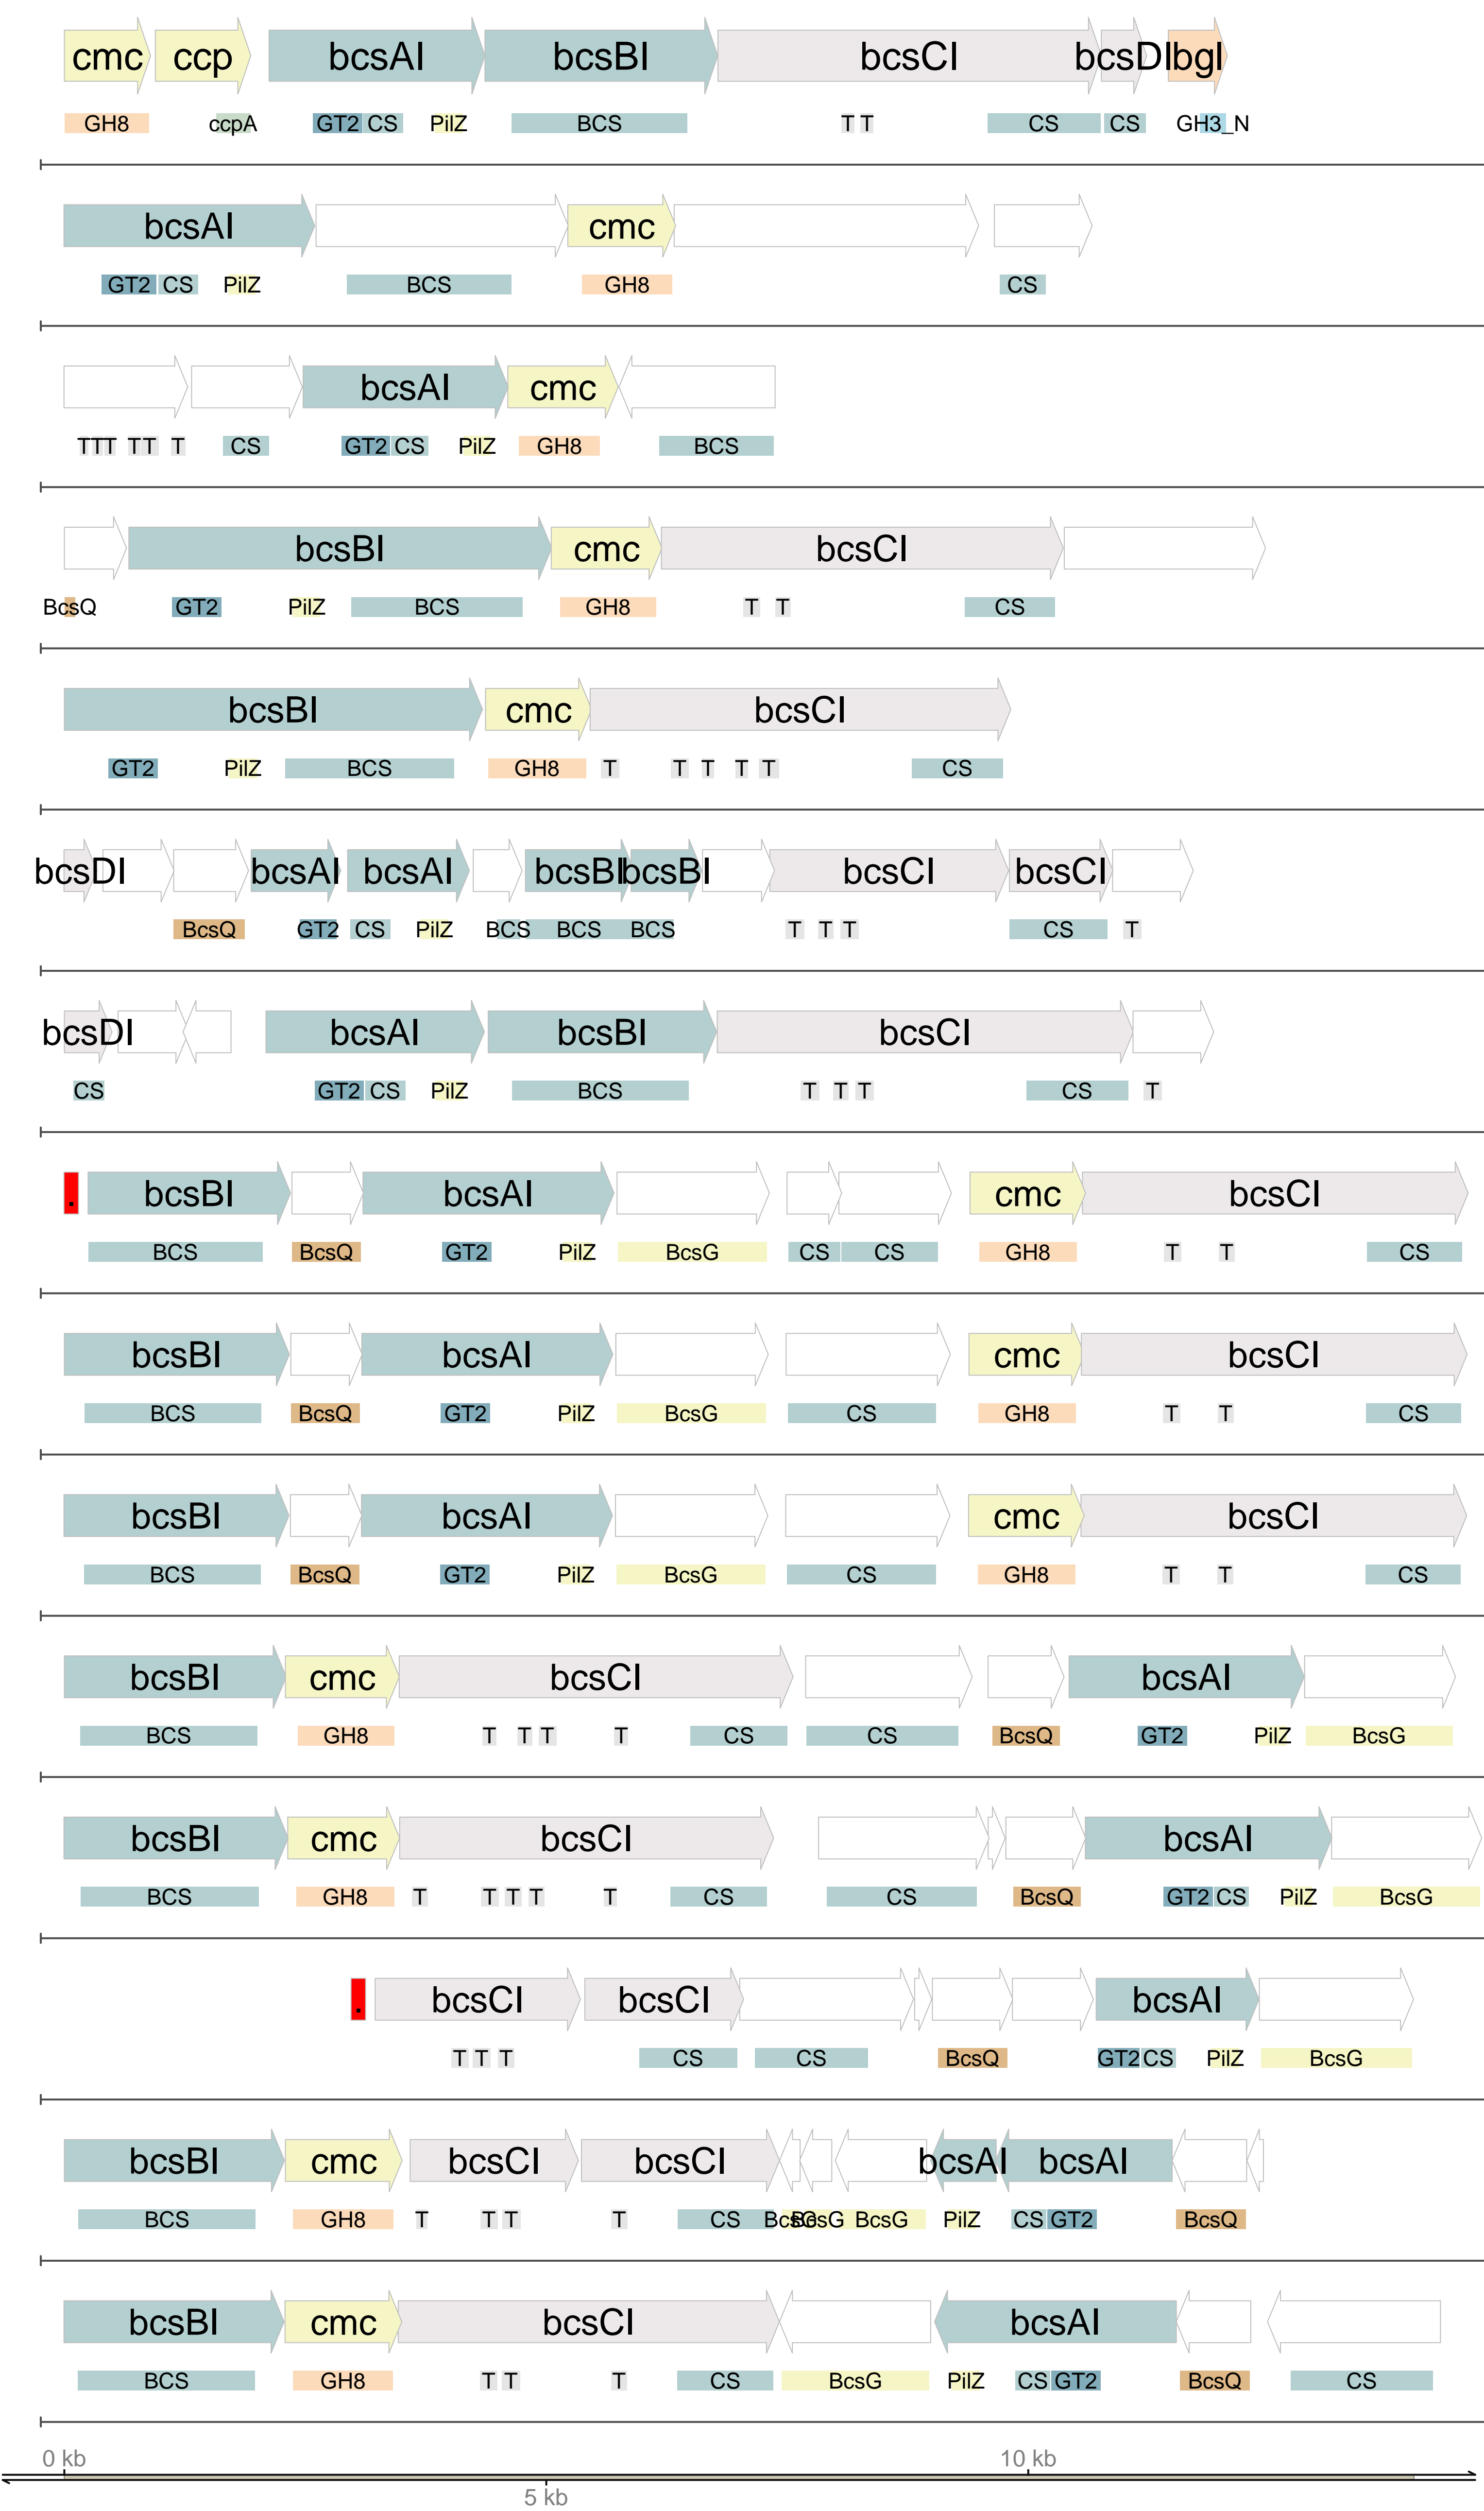 cmc ccp bcsAI bcsBI bcsCI bcsDI bgl
GH8 ccpA GT2 CS PilZ BCS T T CS CS GH3_N
bcsAI cmc
GT2 CS PilZ BCS GH8 CS
bcsAI cmc
T T T T T T CS GT2 CS PilZ GH8 BCS
bcsBI cmc bcsCI
BcsQ GT2 PilZ BCS GH8 T T CS
bcsBI cmc bcsCI
GT2 PilZ BCS GH8 T T T T T CS
bcsDI bcsAI bcsAI bcsBI bcsBI bcsCI bcsCI
BcsQ GT2 CS PilZ BCS BCS BCS T T T CS T
bcsDI bcsAI bcsBI bcsCI
CS GT2 CS PilZ BCS T T T CS T
. bcsBI bcsAI cmc bcsCI
BCS BcsQ GT2 PilZ BcsG CS CS GH8 T T CS
bcsBI bcsAI cmc bcsCI
BCS BcsQ GT2 PilZ BcsG CS GH8 T T CS
bcsBI bcsAI cmc bcsCI
BCS BcsQ GT2 PilZ BcsG CS GH8 T T CS
bcsBI cmc bcsCI bcsAI
BCS GH8 T T T T CS CS BcsQ GT2 PilZ BcsG
bcsBI cmc bcsCI bcsAI
BCS GH8 T T T T T CS CS BcsQ GT2 CS PilZ BcsG
. bcsCI bcsCI bcsAI
T T T CS CS BcsQ GT2 CS PilZ BcsG
bcsBI cmc bcsCI bcsCI bcsAI bcsAI
BCS GH8 T T T T CS BcsG BcsG BcsG PilZ CS GT2 BcsQ
bcsBI cmc bcsCI bcsAI
BCS GH8 T T T CS BcsG PilZ CS GT2 BcsQ CS
0 kb 10 kb
5 kb